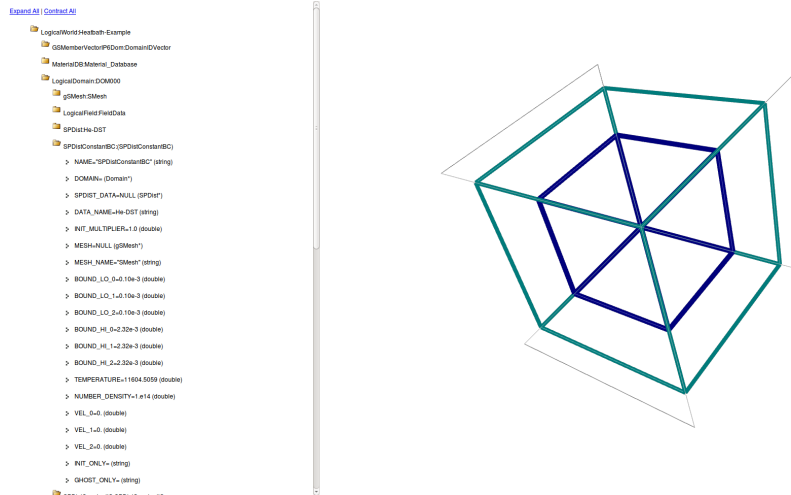 Expand All | Contract All
LogicalWorld:Heatbath-Example
GSMemberVectorIP6Dom:DomainIDVector
MaterialDB:Material_Database
LogicalDomain:DOM000
gSMesh:SMesh
LogicalField:FieldData
SPDist:He-DST
SPDistConstantBC:(SPDistConstantBC)
NAME="SPDistConstantBC" (string)
DOMAIN= (Domain*)
SPDIST_DATA=NULL (SPDist*)
DATA_NAME=He-DST (string)
INIT_MULTIPLIER=1.0 (double)
MESH=NULL (gSMesh*)
MESH_NAME="SMesh" (string)
BOUND_LO_0=0.10e-3 (double)
BOUND_LO_1=0.10e-3 (double)
BOUND_LO_2=0.10e-3 (double)
BOUND_HI_0=2.32e-3 (double)
BOUND_HI_1=2.32e-3 (double)
BOUND_HI_2=2.32e-3 (double)
TEMPERATURE=11604.5059 (double)
NUMBER_DENSITY=1.e14 (double)
VEL_0=0. (double)
VEL_1=0. (double)
VEL_2=0. (double)
INIT_ONLY= (string)
GHOST_ONLY= (string)